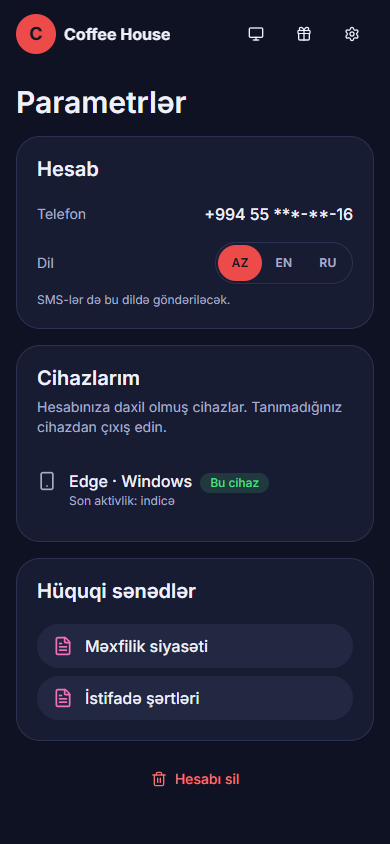 C Coffee House
Parametrlər
Hesab
Telefon +994 55 ***-**-16
Dil AZ EN RU
SMS-lər də bu dildə göndəriləcək.
Cihazlarım
Hesabınıza daxil olmuş cihazlar. Tanımadığınız
cihazdan çıxış edin.
Edge · Windows Bu cihaz
Son aktivlik: indicə
Hüquqi sənədlər
Məxfilik siyasəti
İstifadə şərtləri
Hesabı sil